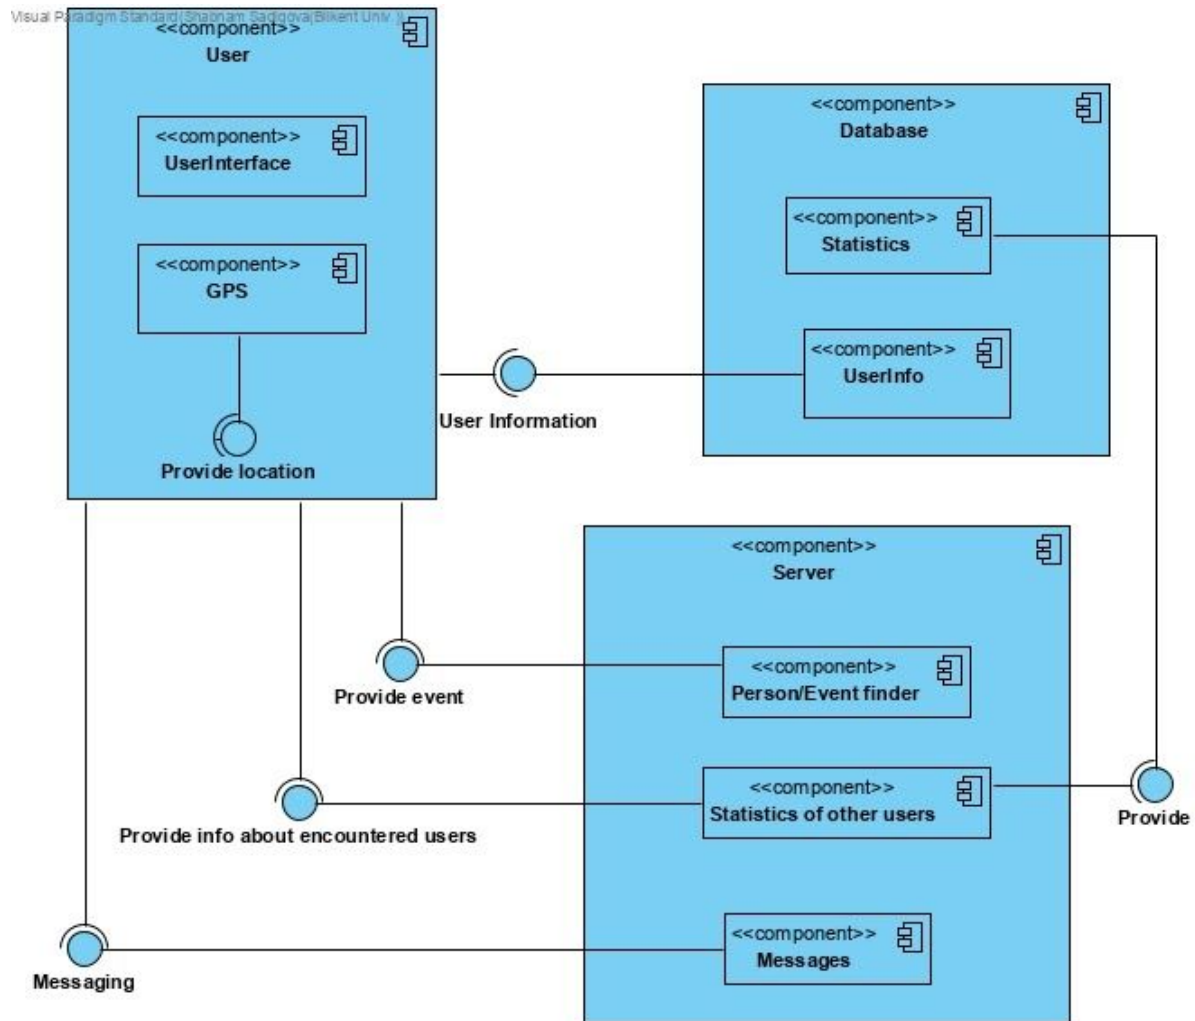 Visual Paradigm Standard(Shabnam Sadigova(Bilkent Univ.))
<<component>>
User
<<component>>
UserInterface
<<component>>
GPS
Provide location
User Information
<<component>>
Database
<<component>>
Statistics
<<component>>
UserInfo
<<component>>
Server
<<component>>
Person/Event finder
Provide event
<<component>>
Statistics of other users
Provide info about encountered users
Provide
<<component>>
Messages
Messaging